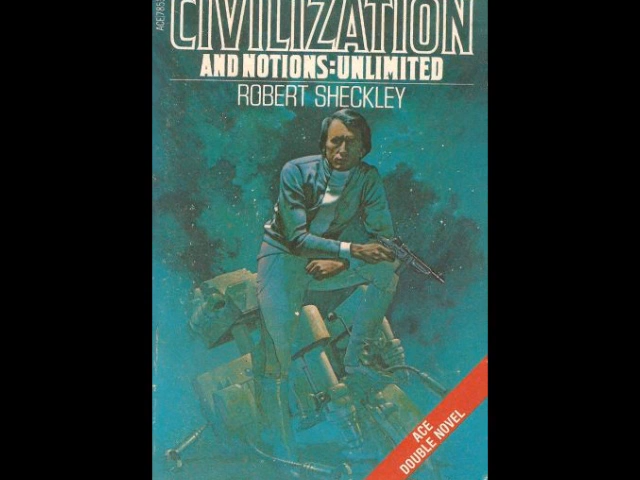 CIVILIZATION
AND NOTIONS:UNLIMITED
ROBERT SHECKLEY
ACE
DOUBLE NOVEL